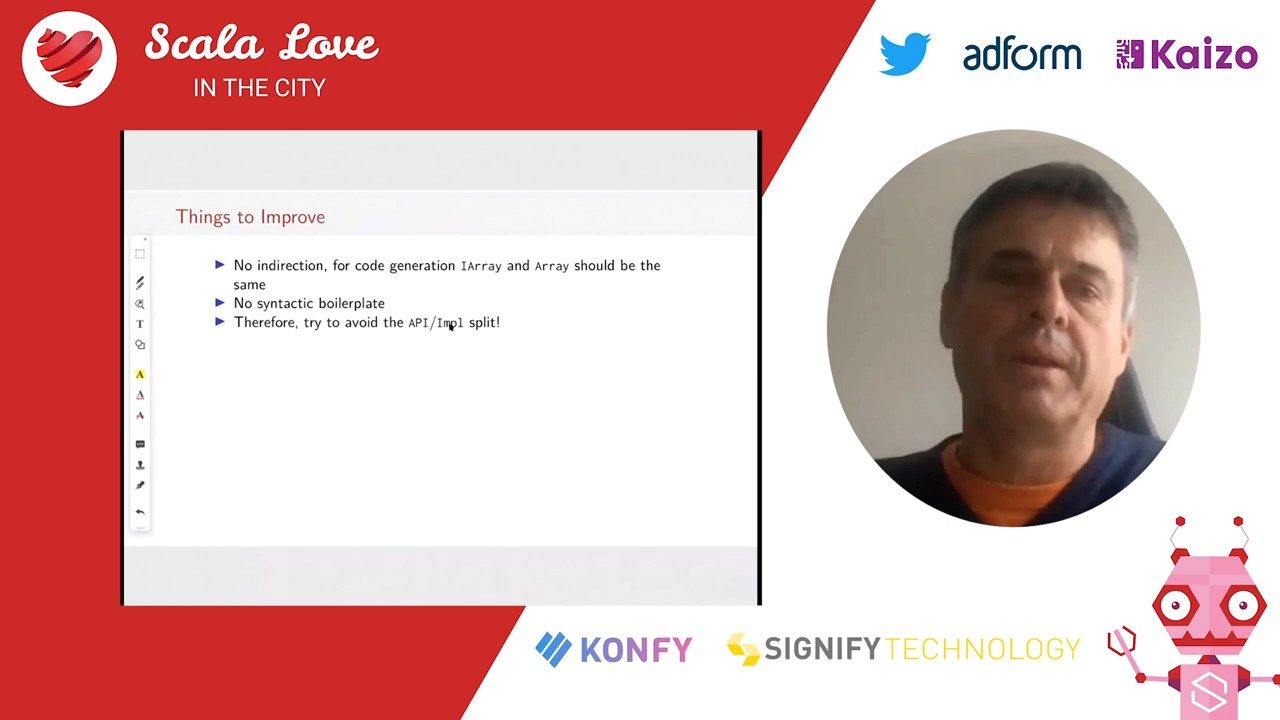 Scala Love
IN THE CITY
adform
Kaizo
Things to Improve
No indirection, for code generation IArray and Array should be the
same
No syntactic boilerplate
Therefore, try to avoid the API/Impl split!
T
A
A
A
KONFY
SIGNIFY TECHNOLOGY